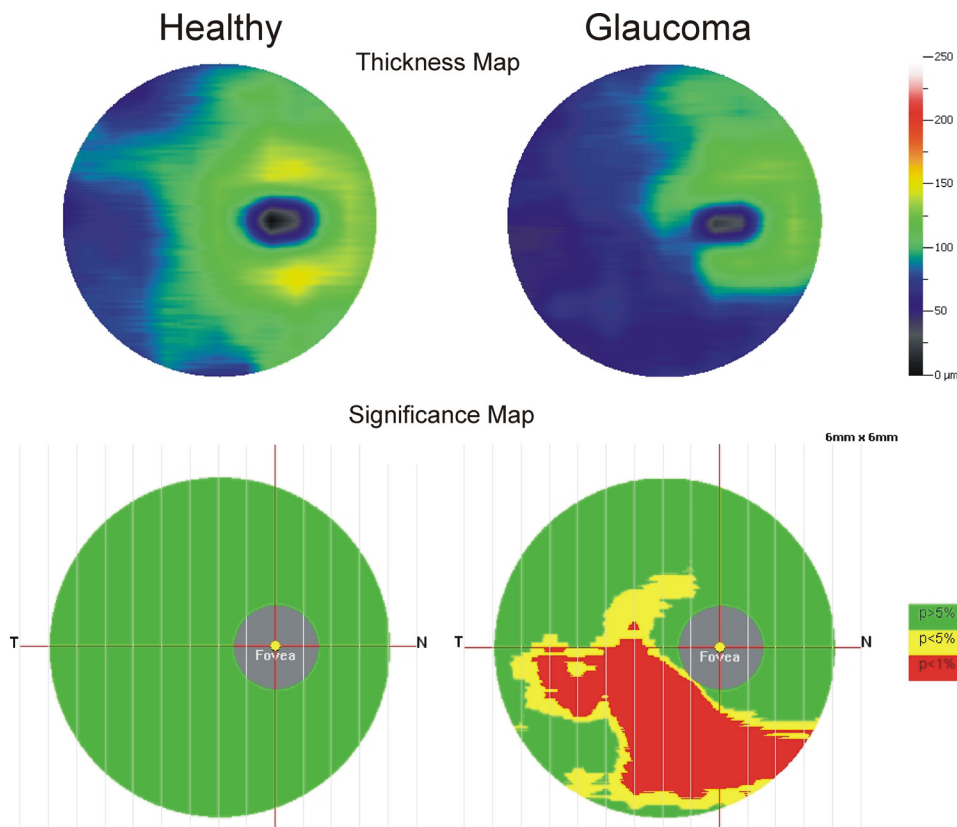 Healthy
Glaucoma
Thickness Map
250
200
150
100
50
0 µm
Significance Map
6mm x 6mm
T
Fovea
N
T
Fovea
N
p>5%
p<5%
p<1%